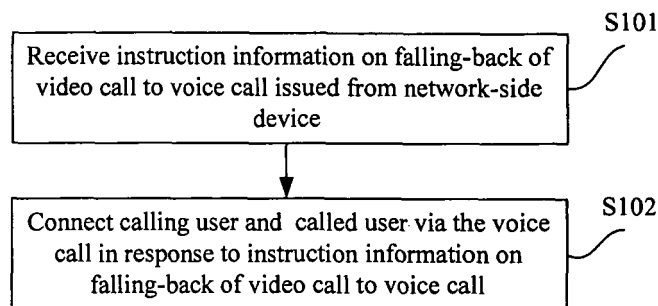 S101
Receive instruction information on falling-back of
video call to voice call issued from network-side
device
S102
Connect calling user and called user via the voice
call in response to instruction information on
falling-back of video call to voice call